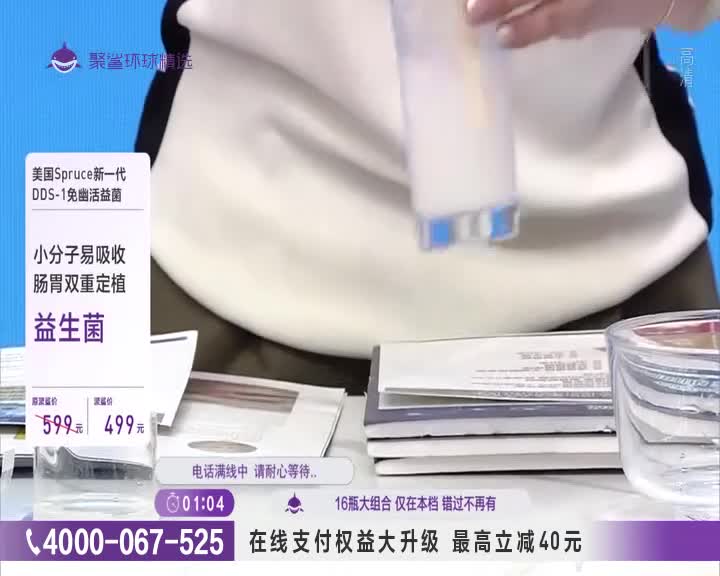 聚鲨环球精选
高清
美国Spruce新一代
DDS-1免幽活益菌
小分子易吸收
肠胃双重定植
益生菌
原聚鲨价
599元
聚鲨价
499元
电话满线中 请耐心等待..
01:04
16瓶大组合 仅在本档 错过不再有
4000-067-525
在线支付权益大升级 最高立减40元